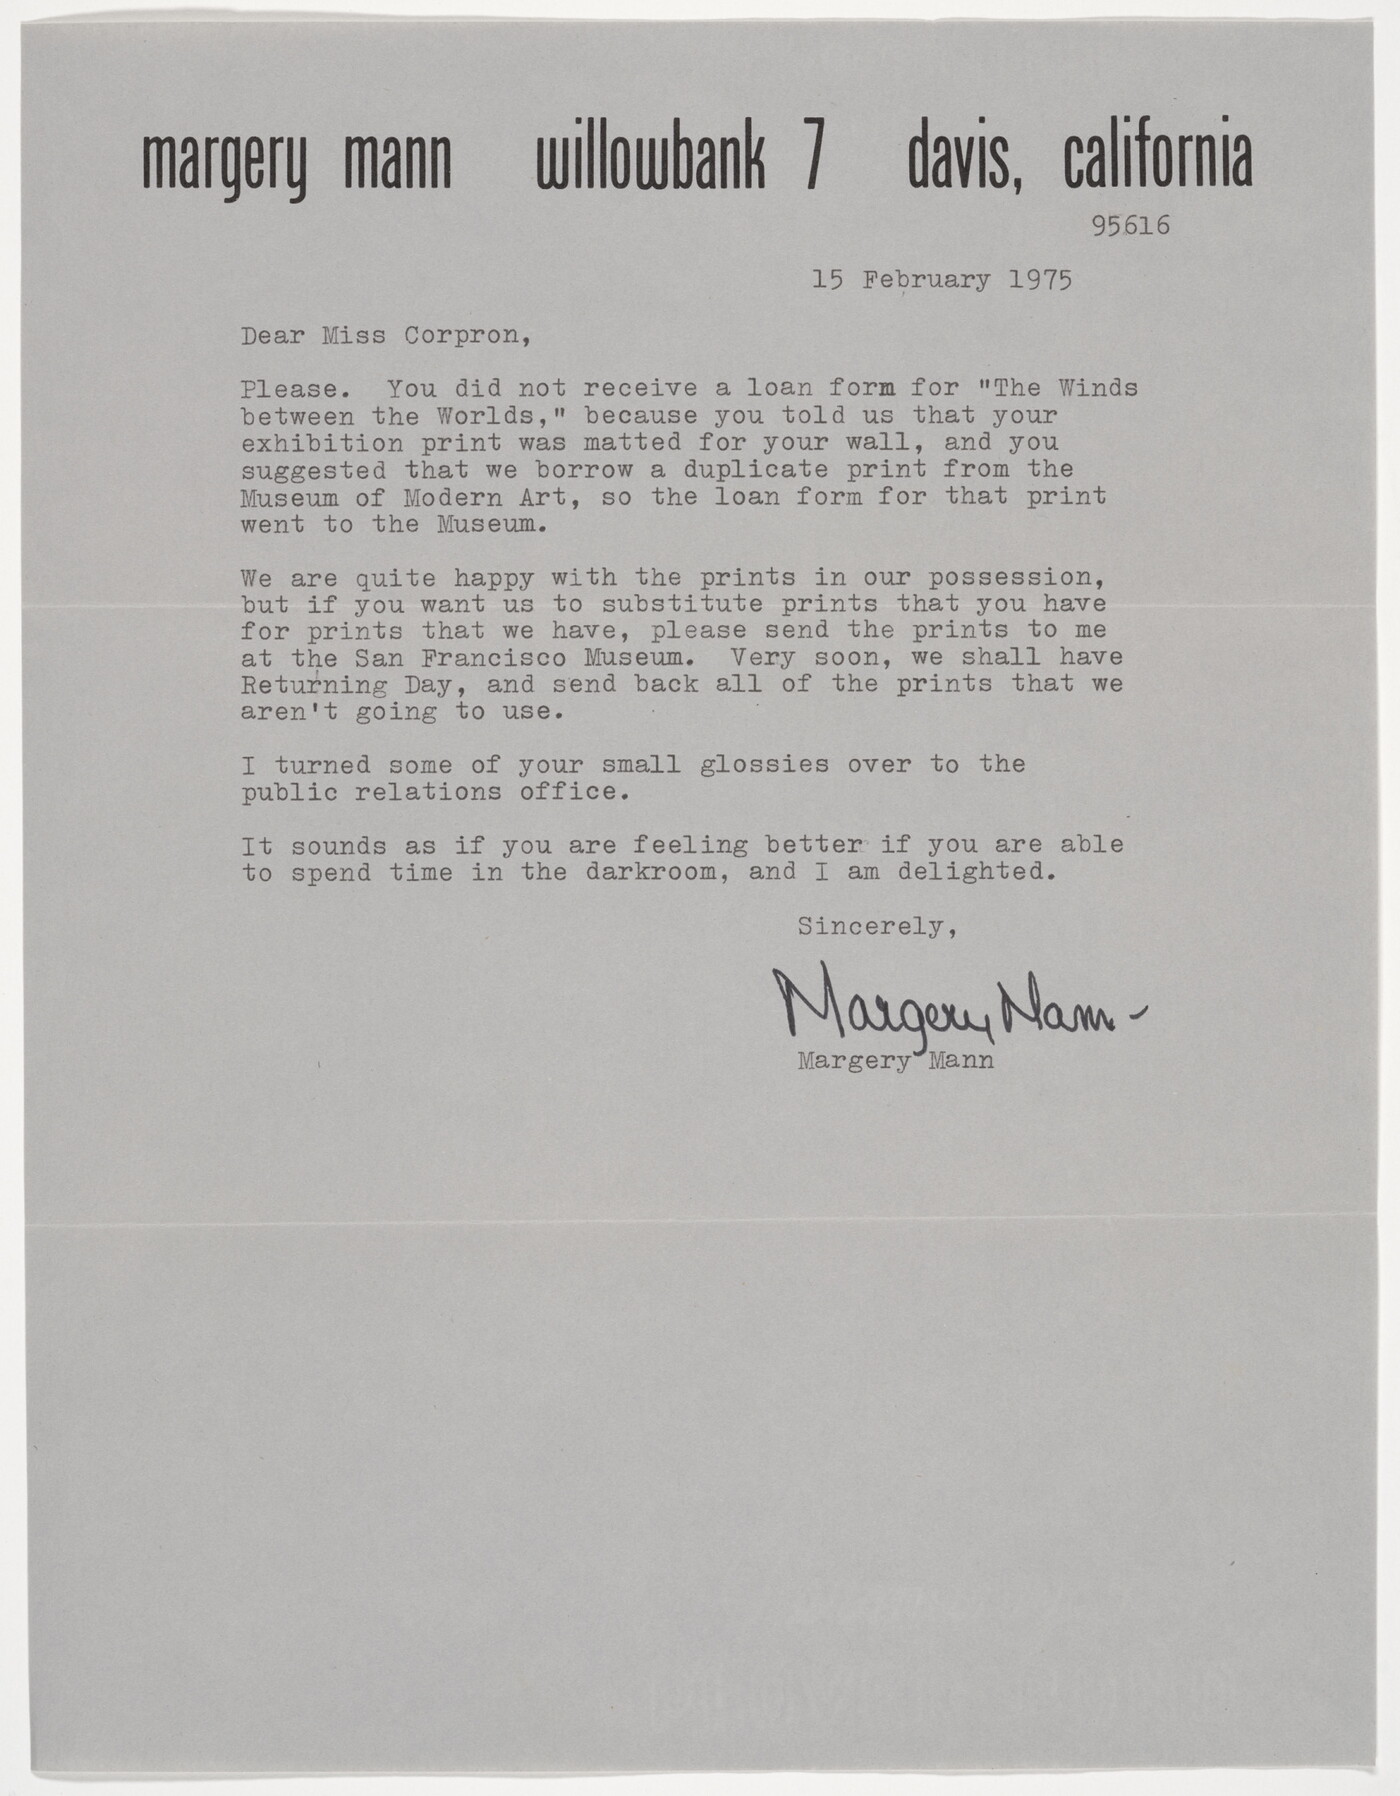 margery mann willowbank 7 davis, california
95616
15 February 1975
Dear Miss Corpron,
Please.  You did not receive a loan form for "The Winds
between the Worlds," because you told us that your
exhibition print was matted for your wall, and you
suggested that we borrow a duplicate print from the
Museum of Modern Art, so the loan form for that print
went to the Museum.
We are quite happy with the prints in our possession,
but if you want us to substitute prints that you have
for prints that we have, please send the prints to me
at the San Francisco Museum.  Very soon, we shall have
Returning Day, and send back all of the prints that we
aren't going to use.
I turned some of your small glossies over to the
public relations office.
It sounds as if you are feeling better if you are able
to spend time in the darkroom, and I am delighted.
Sincerely,
Margery Mann
Margery Mann